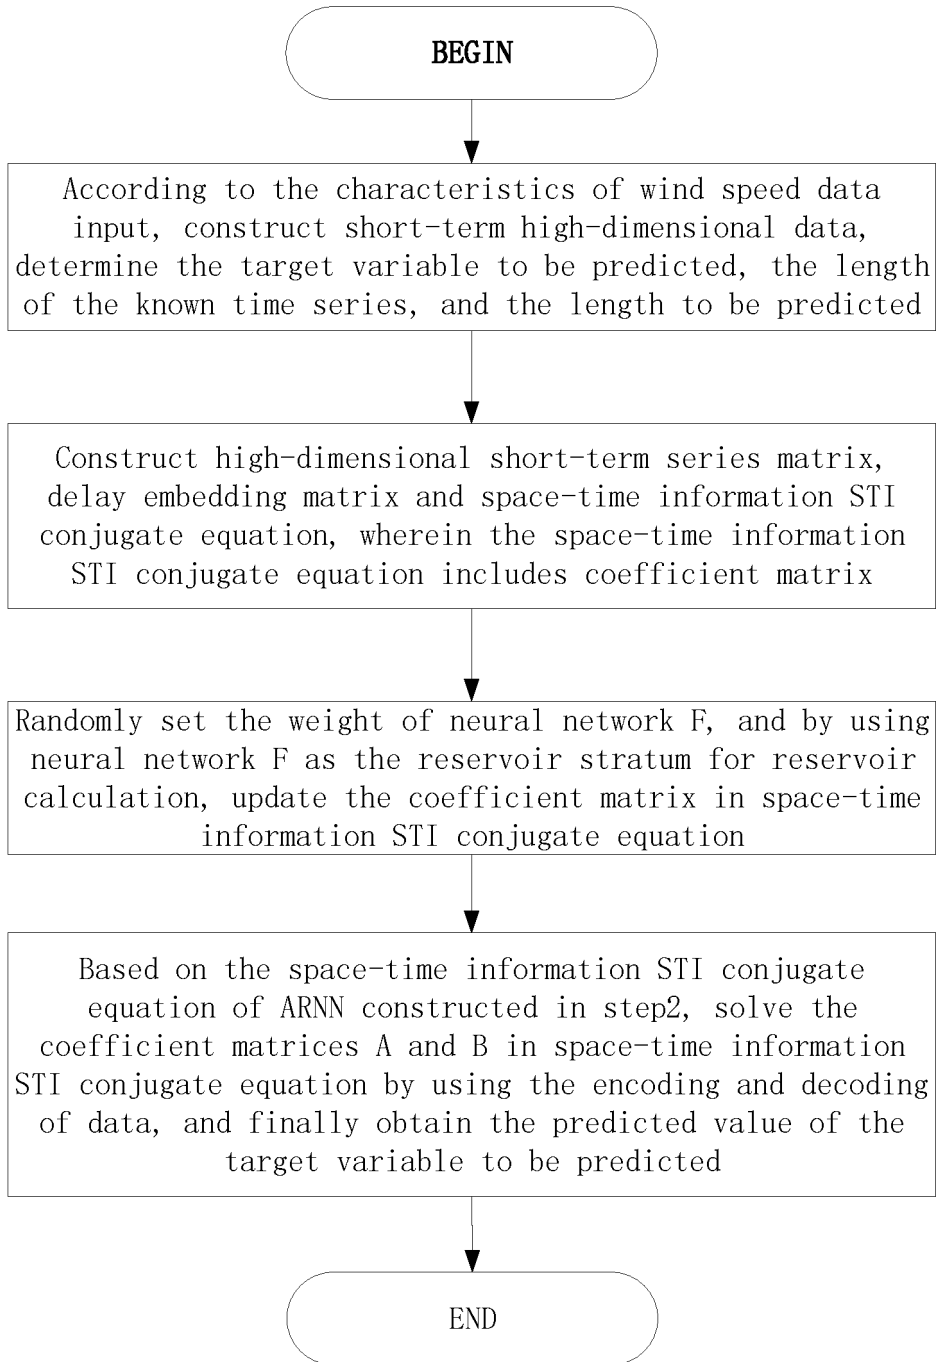 BEGIN
According to the characteristics of wind speed data
input, construct short-term high-dimensional data,
determine the target variable to be predicted, the length
of the known time series, and the length to be predicted
Construct high-dimensional short-term series matrix,
delay embedding matrix and space-time information STI
conjugate equation, wherein the space-time information
STI conjugate equation includes coefficient matrix
Randomly set the weight of neural network F, and by using
neural network F as the reservoir stratum for reservoir
calculation, update the coefficient matrix in space-time
information STI conjugate equation
Based on the space-time information STI conjugate
equation of ARNN constructed in step2, solve the
coefficient matrices A and B in space-time information
STI conjugate equation by using the encoding and decoding
of data, and finally obtain the predicted value of the
target variable to be predicted
END